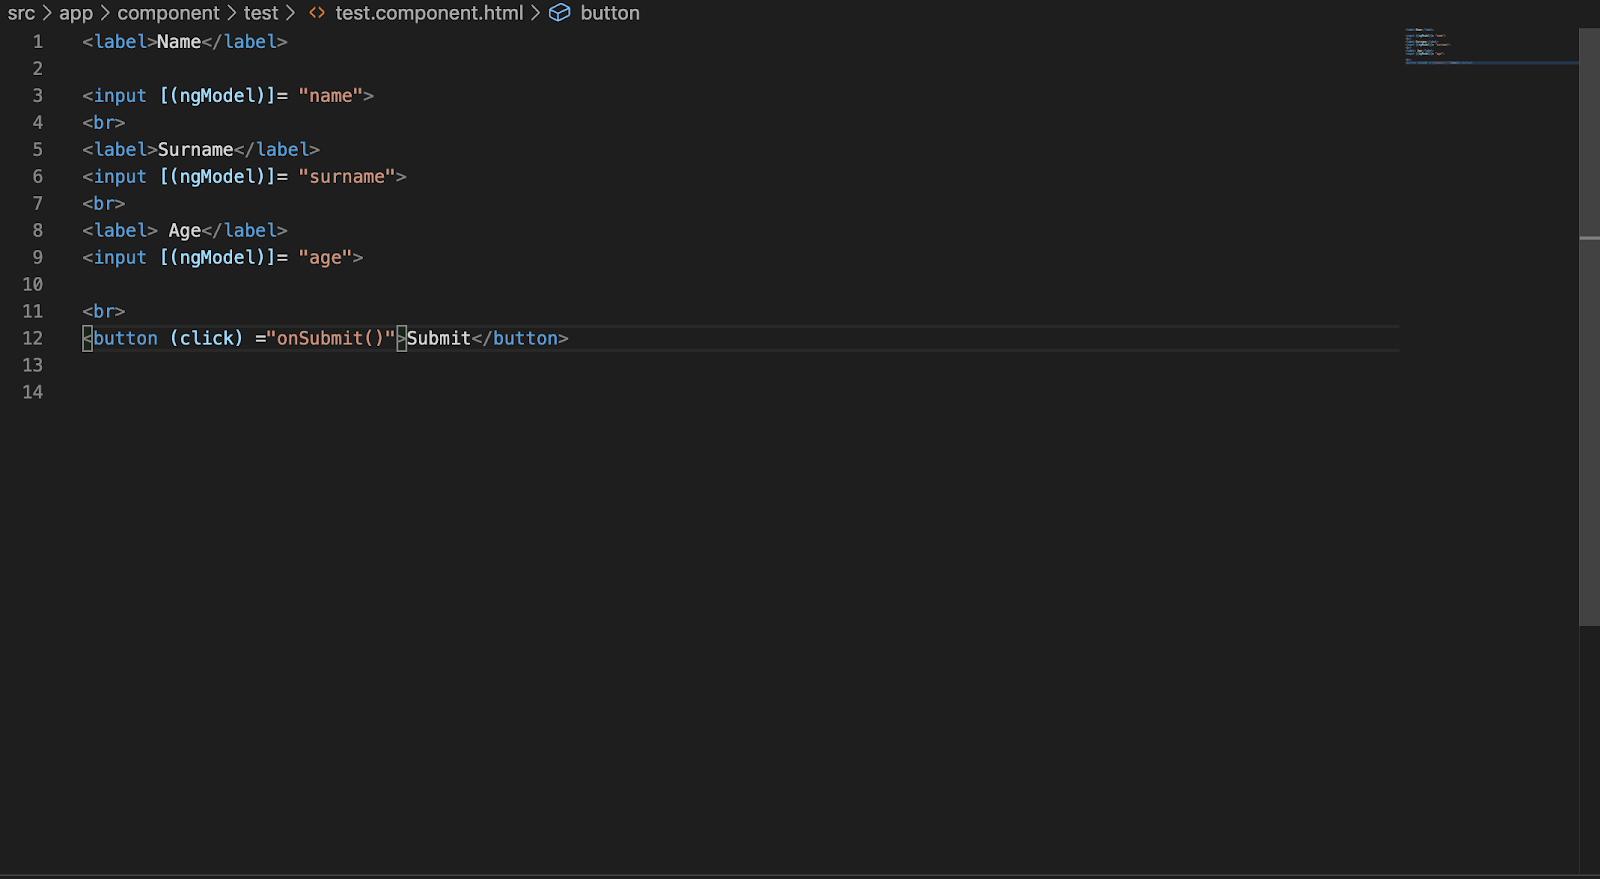 src > app > component > test > <> test.component.html > button
1 <label>Name</label>
2
3 <input [(ngModel)]= "name">
4 <br>
5 <label>Surname</label>
6 <input [(ngModel)]= "surname">
7 <br>
8 <label> Age</label>
9 <input [(ngModel)]= "age">
10
11 <br>
12 <button (click) ="onSubmit()">Submit</button>
13
14